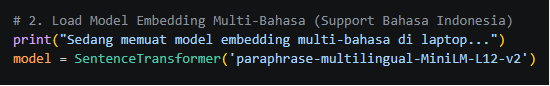 # 2. Load Model Embedding Multi-Bahasa (Support Bahasa Indonesia)
print("Sedang memuat model embedding multi-bahasa di laptop...")
model = SentenceTransformer('paraphrase-multilingual-MiniLM-L12-v2')